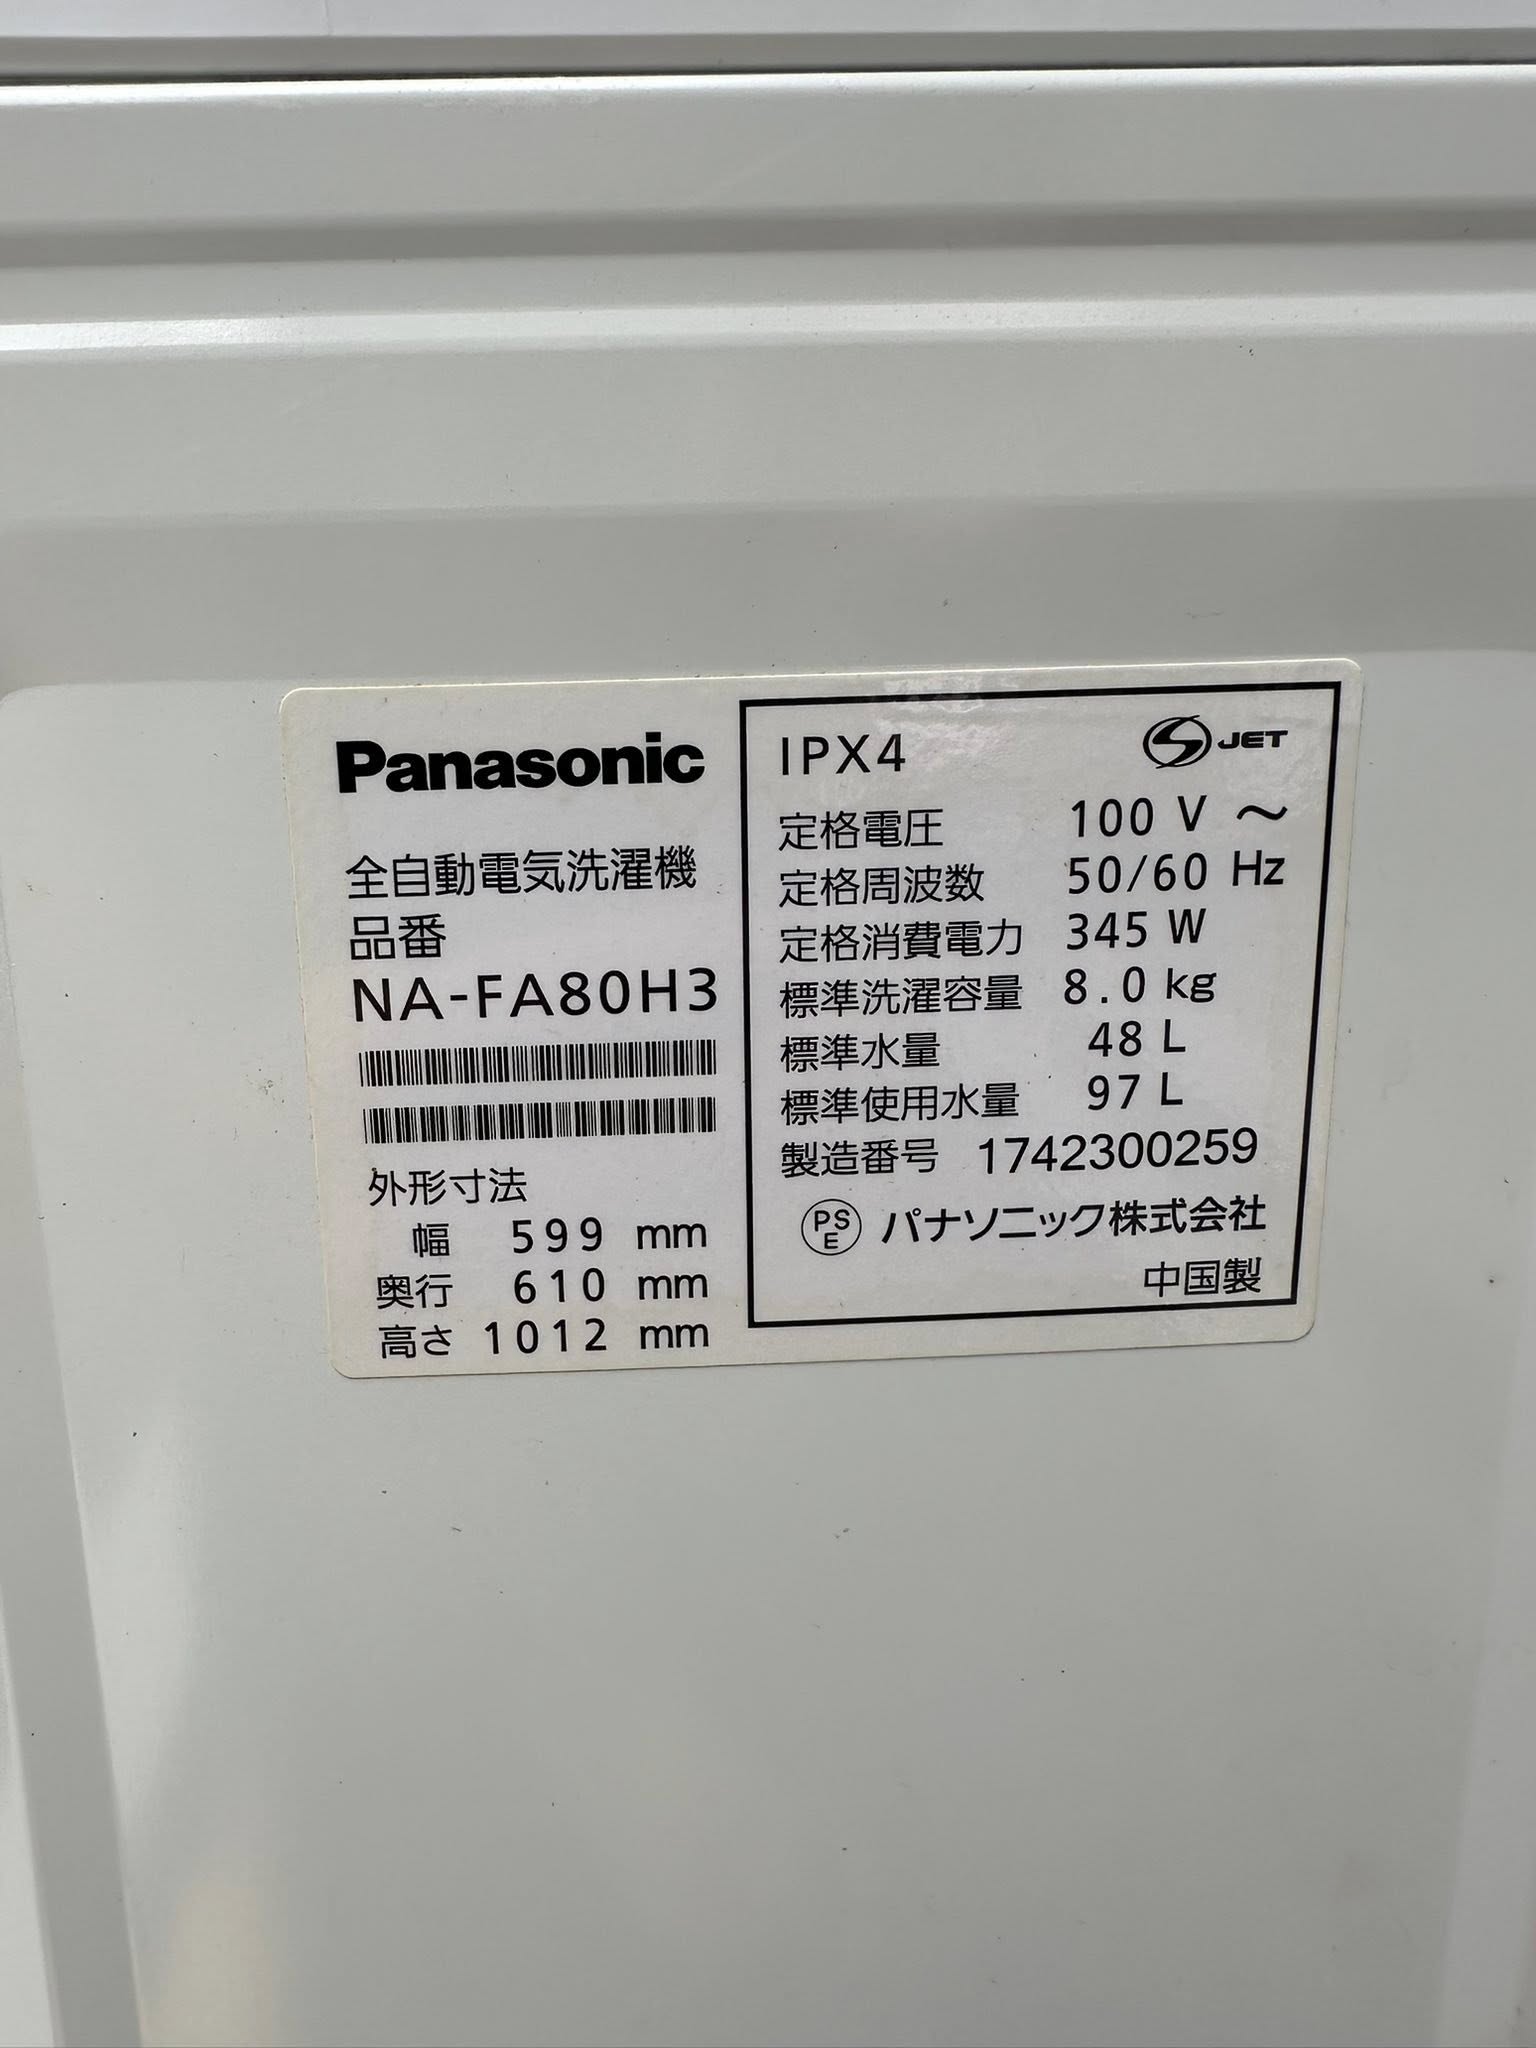 Panasonic
全自動電気洗濯機
品番
NA-FA80H3
外形寸法
幅 599 mm
奥行 610 mm
高さ 1012 mm
IPX4 S JET
定格電圧 100 V ～
定格周波数 50/60 Hz
定格消費電力 345 W
標準洗濯容量 8.0 kg
標準水量 48 L
標準使用水量 97 L
製造番号 1742300259
PSE パナソニック株式会社
中国製